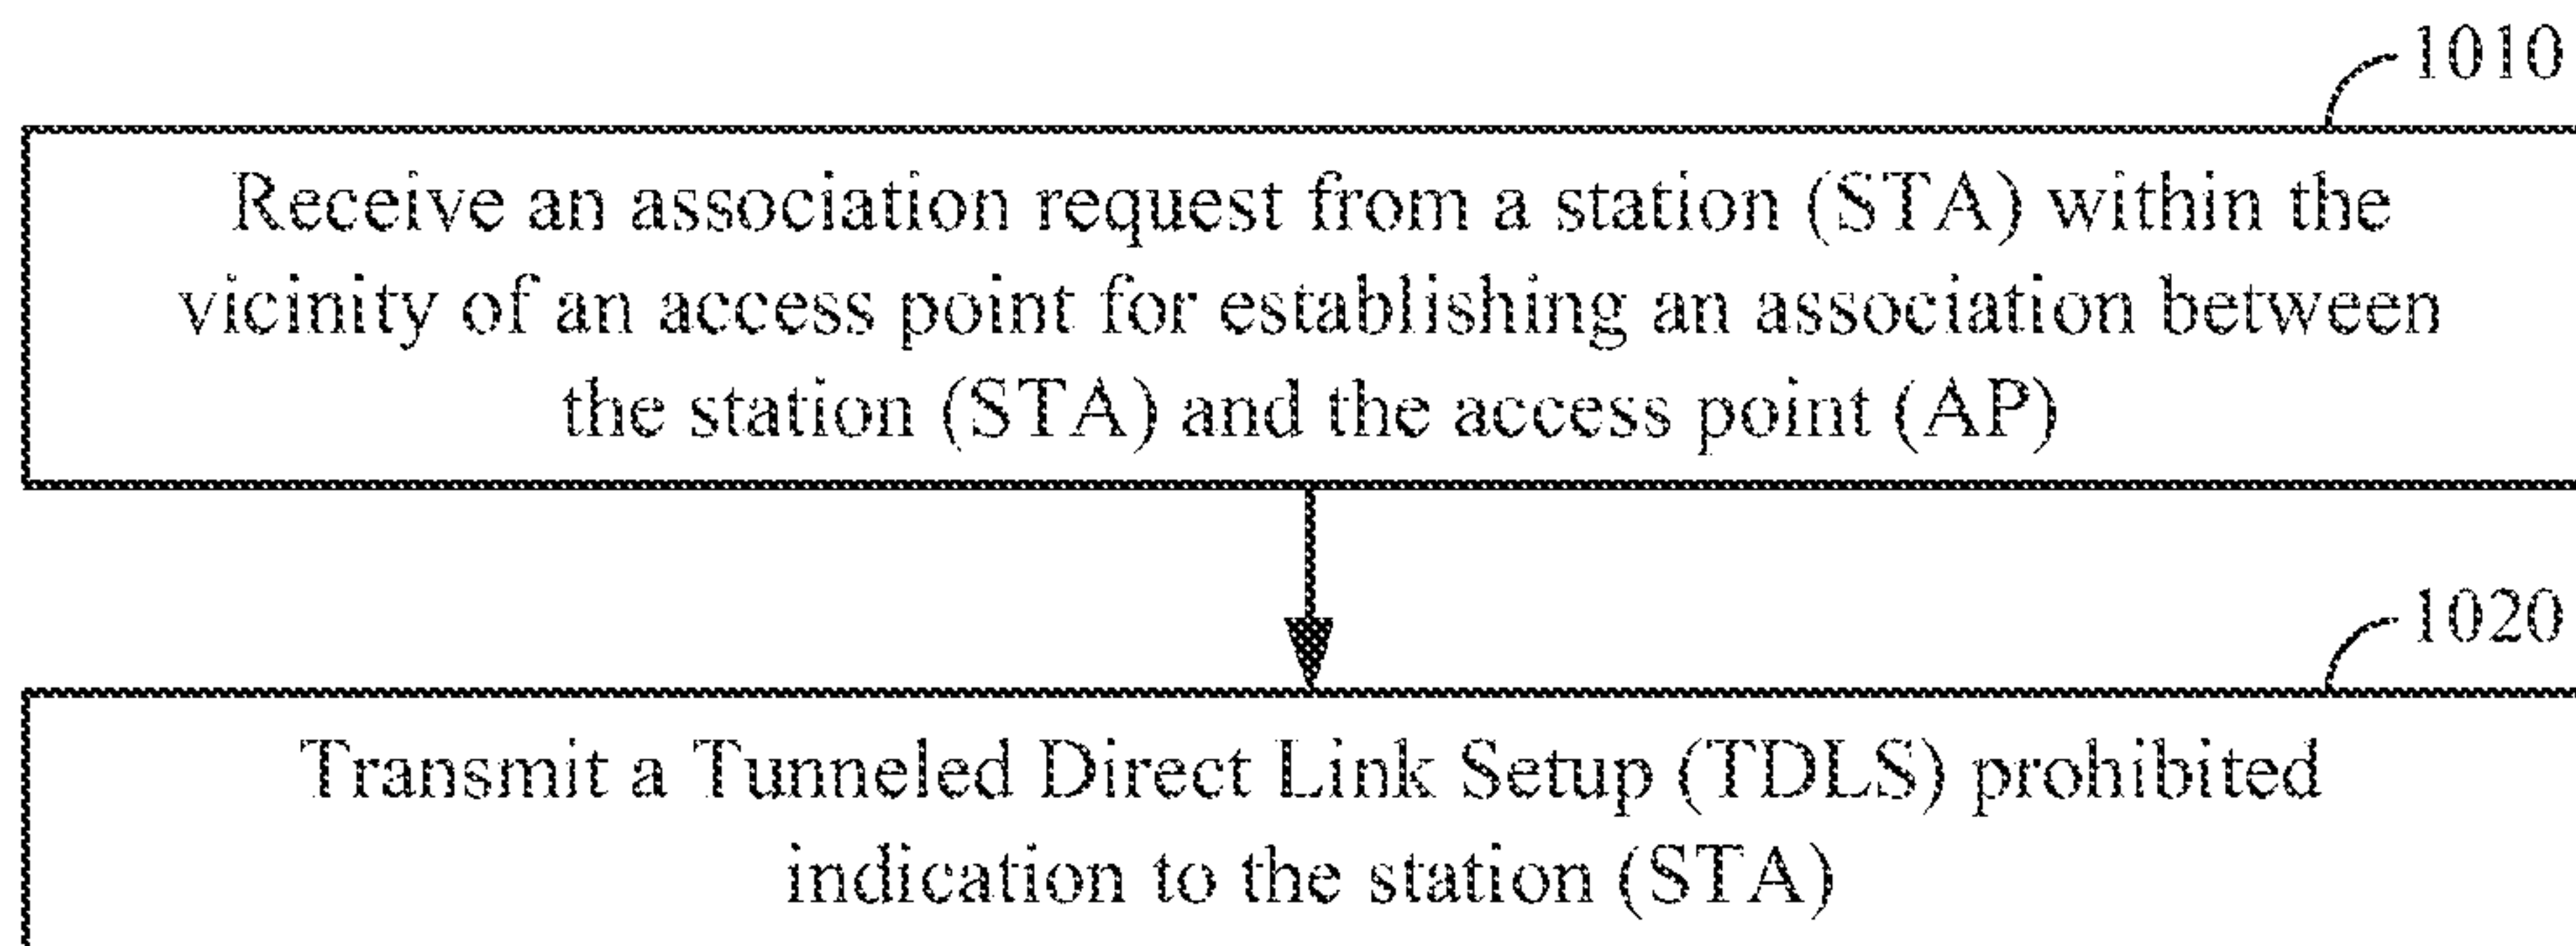 1010
Receive an association request from a station (STA) within the
vicinity of an access point for establishing an association between
the station (STA) and the access point (AP)
1020
Transmit a Tunneled Direct Link Setup (TDLS) prohibited
indication to the station (STA)